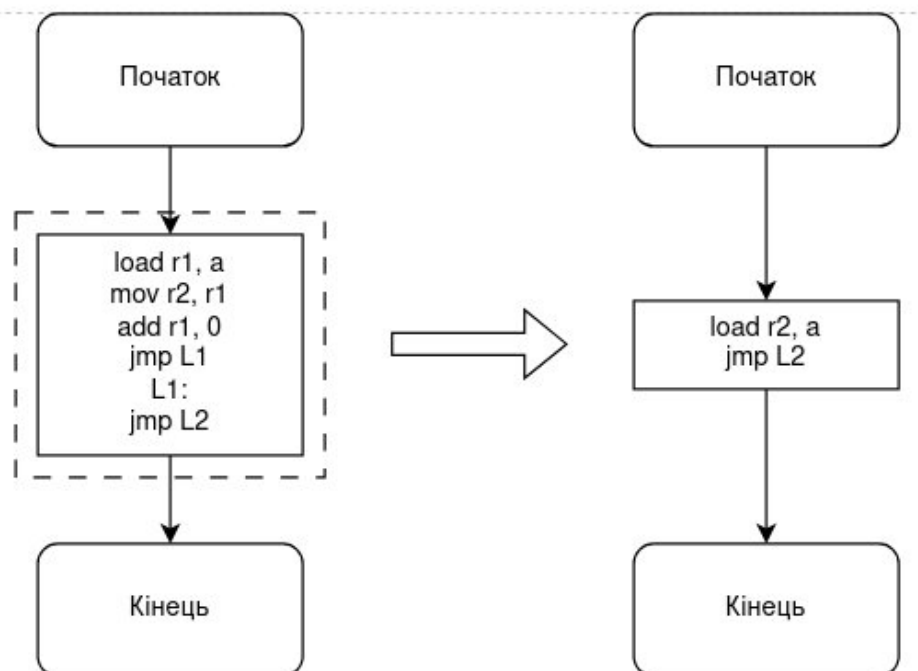 Початок
load r1, a
mov r2, r1
add r1, 0
jmp L1
L1:
jmp L2
Кінець
Початок
load r2, a
jmp L2
Кінець